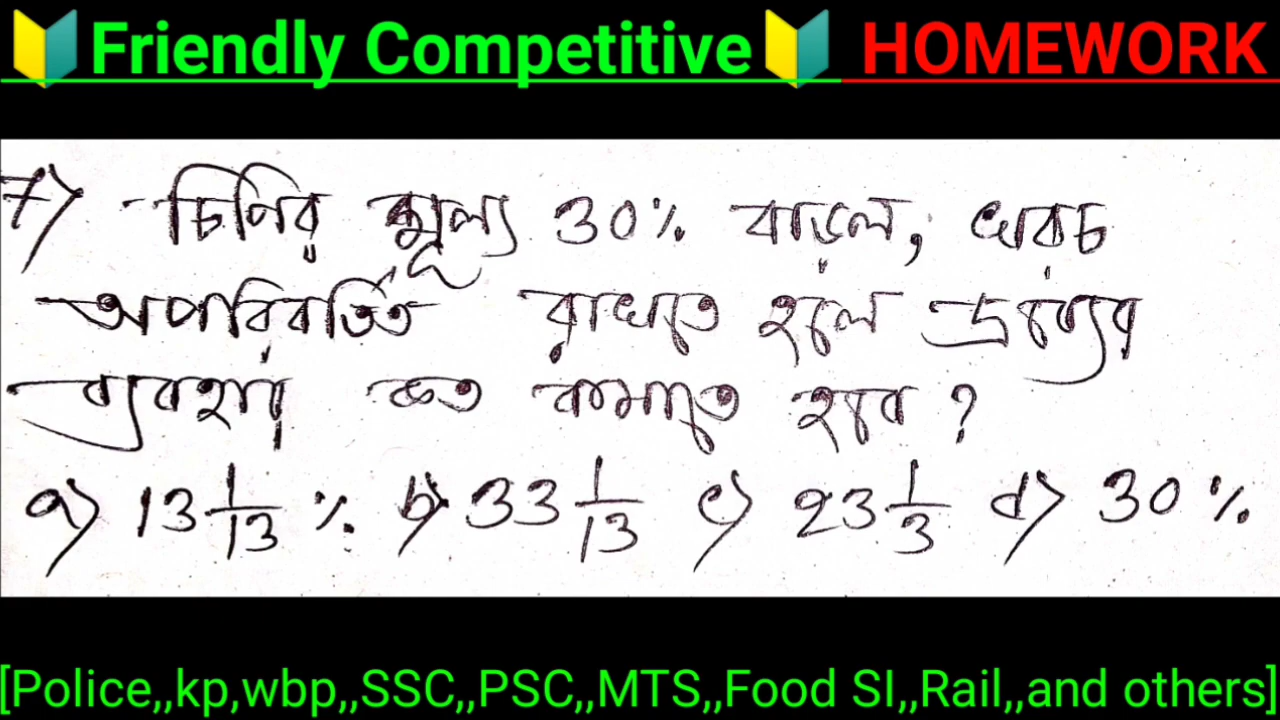 🔰Friendly Competitive🔰 HOMEWORK
7) চিনির মূল্য 30% বাড়লে, খরচ
অপরিবর্তিত রাখতে হলে দ্রব্যের
ব্যবহার কত কমাতে হবে ?
a) 13 1/13 % b) 33 1/13 c) 23 1/3 d) 30 %
[Police,,kp,wbp,,SSC,,PSC,,MTS,,Food SI,,Rail,,and others]